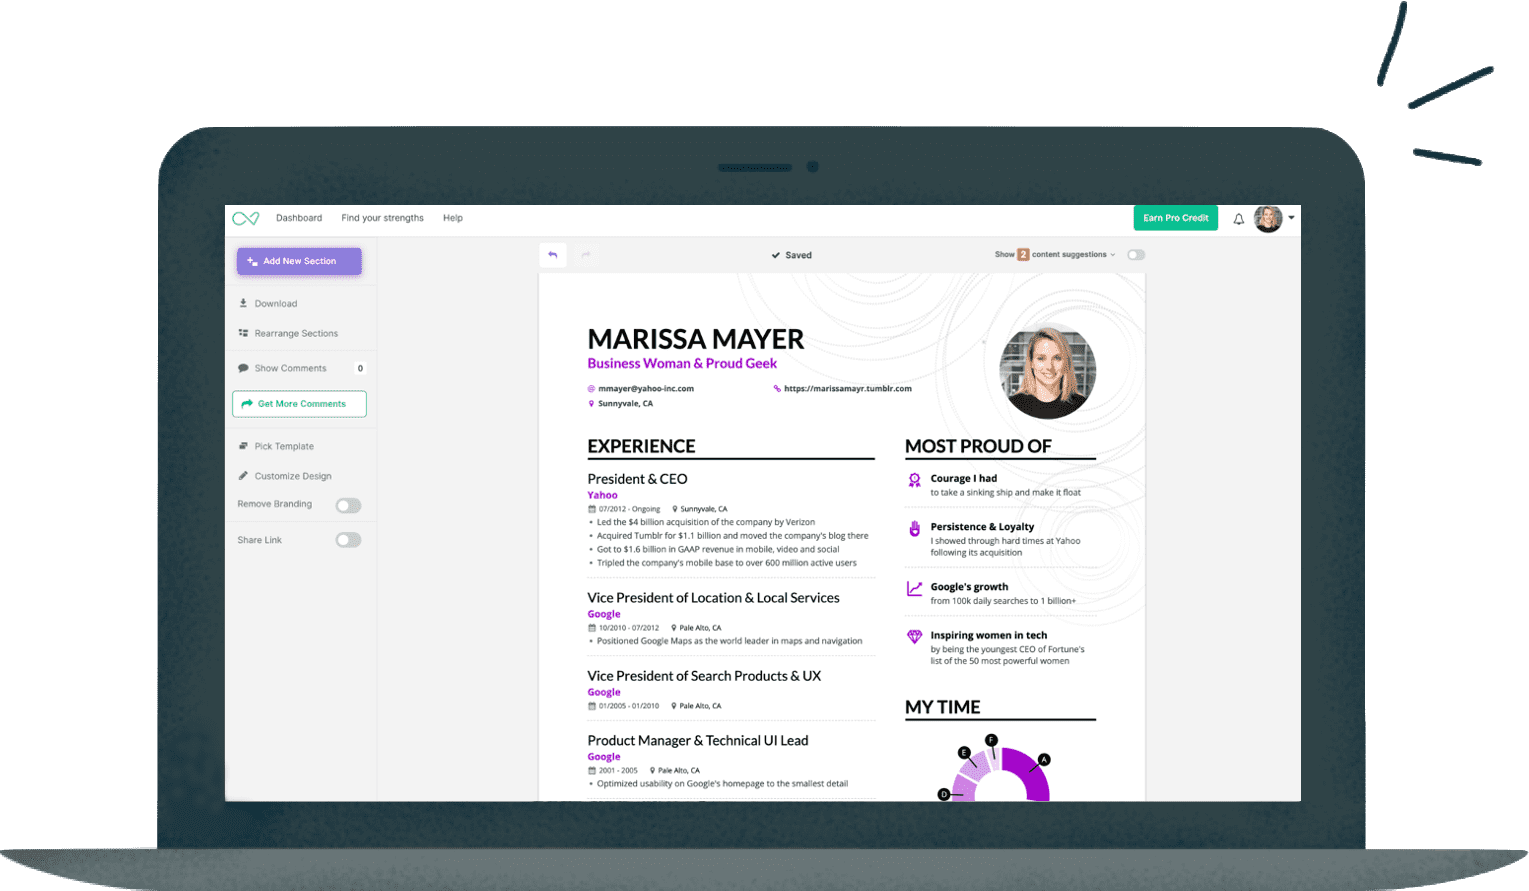 Dashboard Find your strengths Help
Earn Pro Credit
Add New Section
Download
Rearrange Sections
Show Comments 0
Get More Comments
Pick Template
Customize Design
Remove Branding
Share Link
Saved
Show 2 content suggestions
MARISSA MAYER
Business Woman & Proud Geek
@ mmayer@yahoo-inc.com https://marissamayr.tumblr.com
Sunnyvale, CA
EXPERIENCE
President & CEO
Yahoo
07/2012 - Ongoing Sunnyvale, CA
• Led the $4 billion acquisition of the company by Verizon
• Acquired Tumblr for $1.1 billion and moved the company's blog there
• Got to $1.6 billion in GAAP revenue in mobile, video and social
• Tripled the company's mobile base to over 600 million active users
Vice President of Location & Local Services
Google
10/2010 - 07/2012 Pale Alto, CA
• Positioned Google Maps as the world leader in maps and navigation
Vice President of Search Products & UX
Google
01/2005 - 01/2010 Pale Alto, CA
Product Manager & Technical UI Lead
Google
2001 - 2005 Pale Alto, CA
• Optimized usability on Google's homepage to the smallest detail
MOST PROUD OF
Courage I had
to take a sinking ship and make it float
Persistence & Loyalty
I showed through hard times at Yahoo
following its acquisition
Google's growth
from 100k daily searches to 1 billion+
Inspiring women in tech
by being the youngest CEO of Fortune's
list of the 50 most powerful women
MY TIME
F
E
A
D